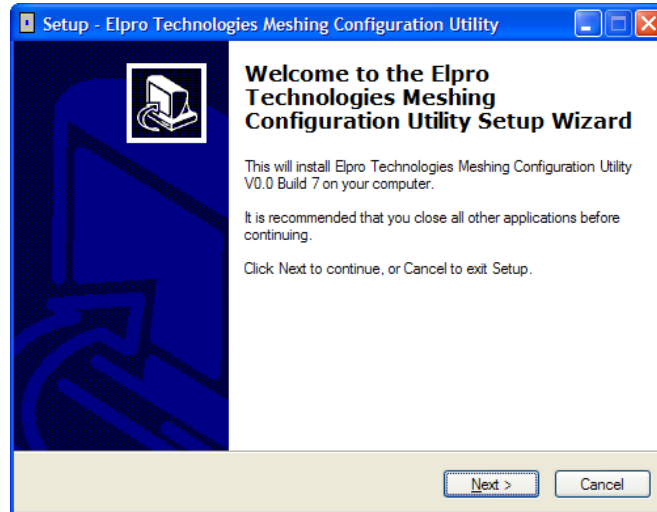 Setup - Elpro Technologies Meshing Configuration Utility
Welcome to the Elpro
Technologies Meshing
Configuration Utility Setup Wizard
This will install Elpro Technologies Meshing Configuration Utility
V0.0 Build 7 on your computer.
It is recommended that you close all other applications before
continuing.
Click Next to continue, or Cancel to exit Setup.
Next >
Cancel